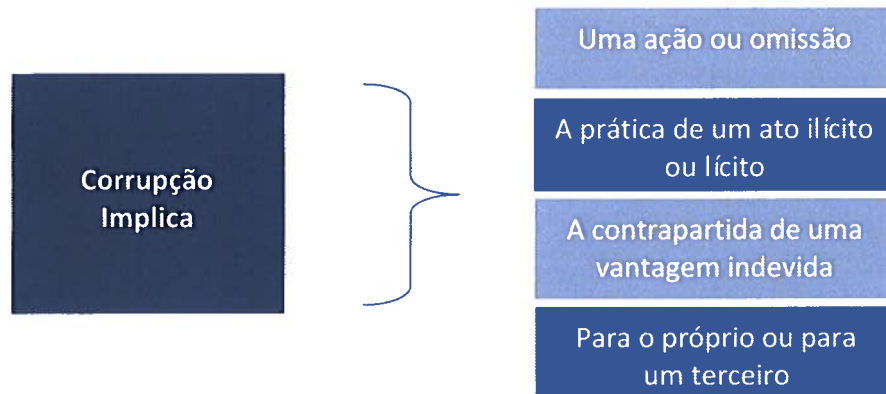 Corrupção
Implica
Uma ação ou omissão
A prática de um ato ilícito
ou lícito
A contrapartida de uma
vantagem indevida
Para o próprio ou para
um terceiro